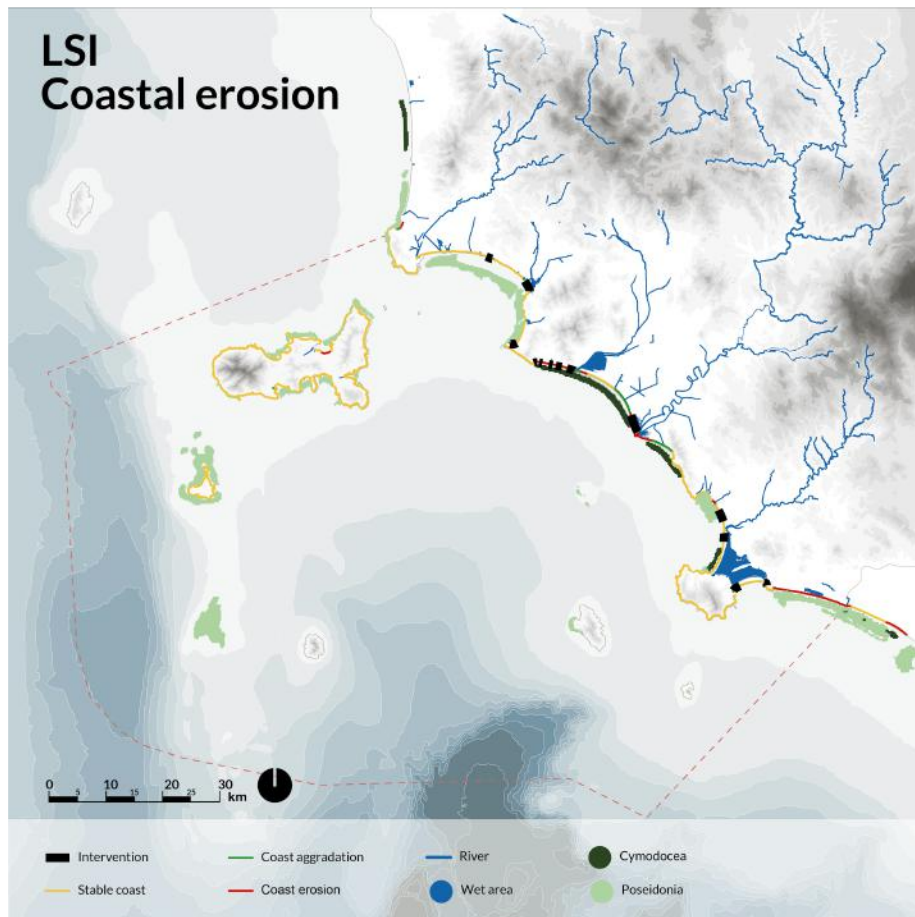 LSI
Coastal erosion
0 10 20 30
5 15 25 km
Intervention
Coast aggradation
River
Cymodocea
Stable coast
Coast erosion
Wet area
Poseidonia